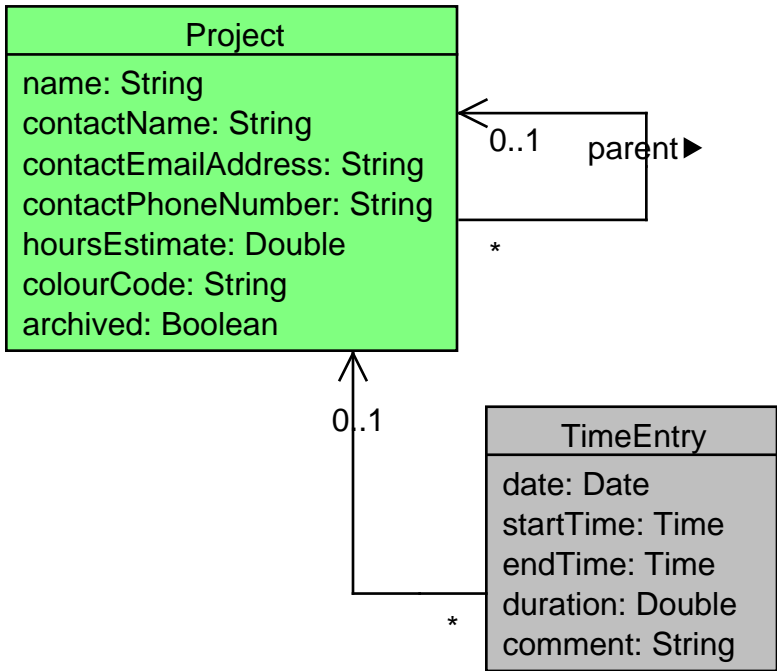 Project
name: String
contactName: String
contactEmailAddress: String
contactPhoneNumber: String
hoursEstimate: Double
colourCode: String
archived: Boolean
0..1
parent▶
*
0..1
*
TimeEntry
date: Date
startTime: Time
endTime: Time
duration: Double
comment: String